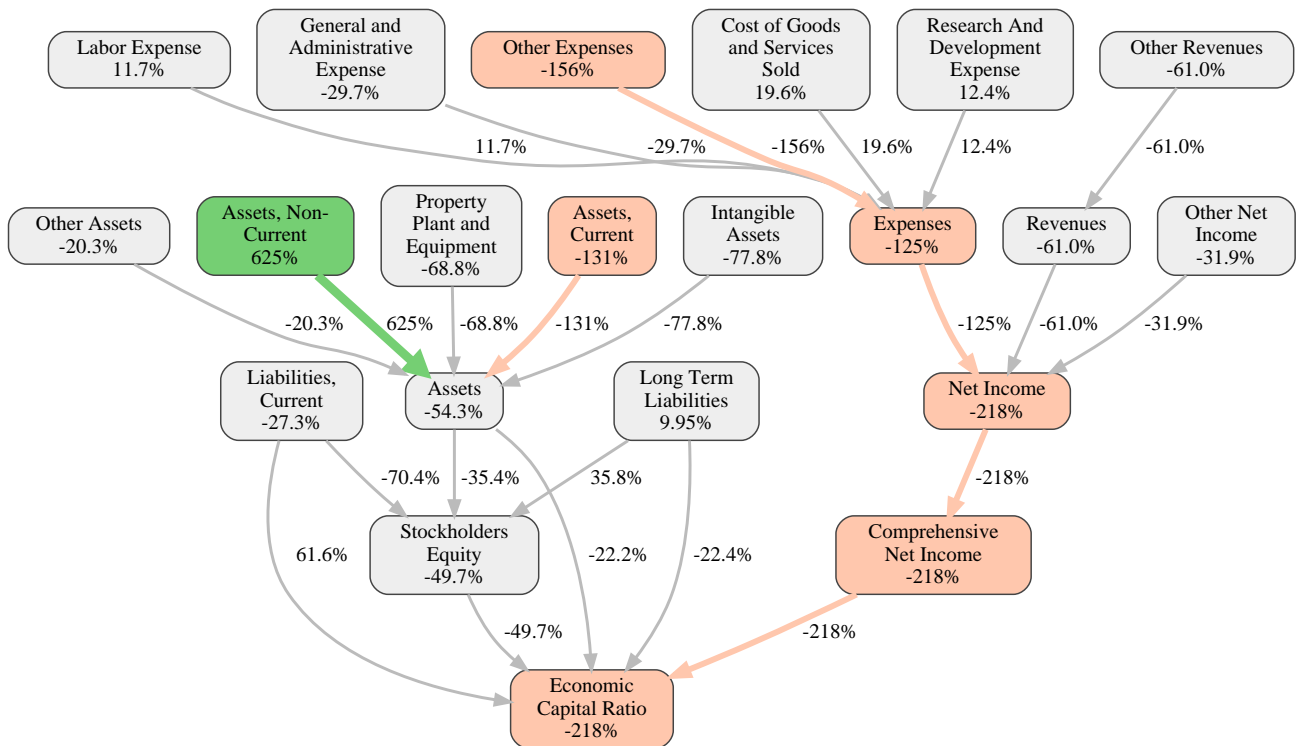 Labor Expense
11.7%
General and
Administrative
Expense
-29.7%
Other Expenses
-156%
Cost of Goods
and Services
Sold
19.6%
Research And
Development
Expense
12.4%
Other Revenues
-61.0%
11.7%
-29.7%
-156%
19.6%
12.4%
-61.0%
Other Assets
-20.3%
Assets, Non-
Current
625%
Property
Plant and
Equipment
-68.8%
Assets,
Current
-131%
Intangible
Assets
-77.8%
Expenses
-125%
Revenues
-61.0%
Other Net
Income
-31.9%
-20.3%
625%
-68.8%
-131%
-77.8%
-125%
-61.0%
-31.9%
Liabilities,
Current
-27.3%
Assets
-54.3%
Long Term
Liabilities
9.95%
Net Income
-218%
-70.4%
-35.4%
35.8%
-218%
61.6%
Stockholders
Equity
-49.7%
-22.2%
-22.4%
Comprehensive
Net Income
-218%
-49.7%
-218%
Economic
Capital Ratio
-218%